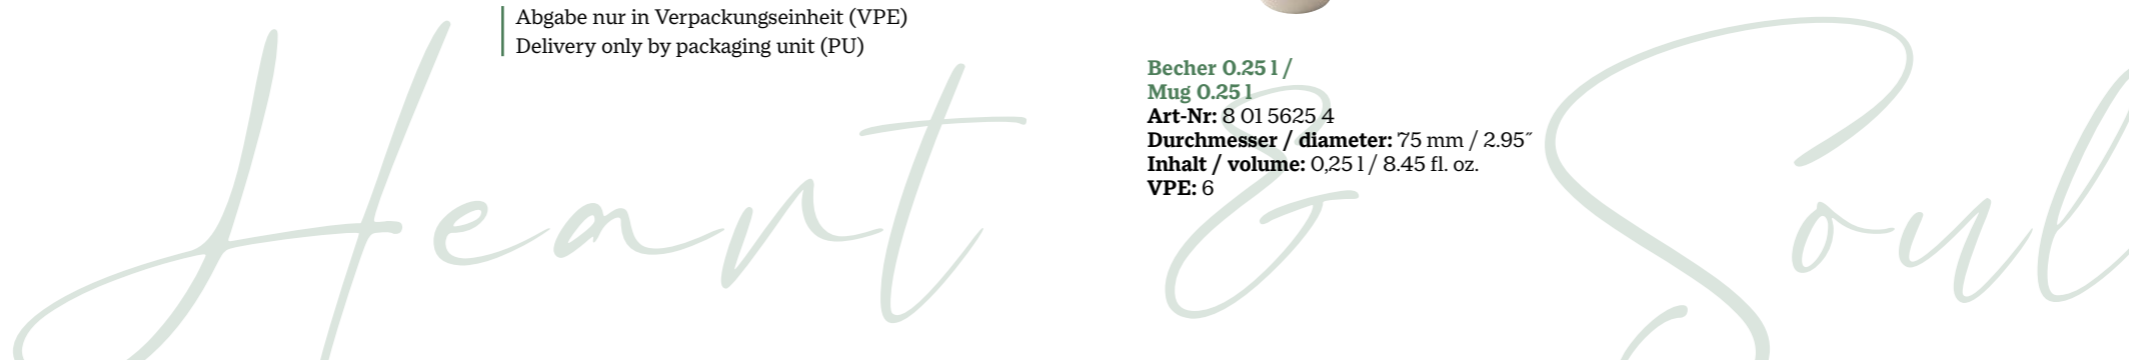 Abgabe nur in Verpackungseinheit (VPE)
Delivery only by packaging unit (PU)
Becher 0.25 l /
Mug 0.25 l
Art-Nr: 8 01 5625 4
Durchmesser / diameter: 75 mm / 2.95˝
Inhalt / volume: 0,25 l / 8.45 fl. oz.
VPE: 6
Heart & Soul